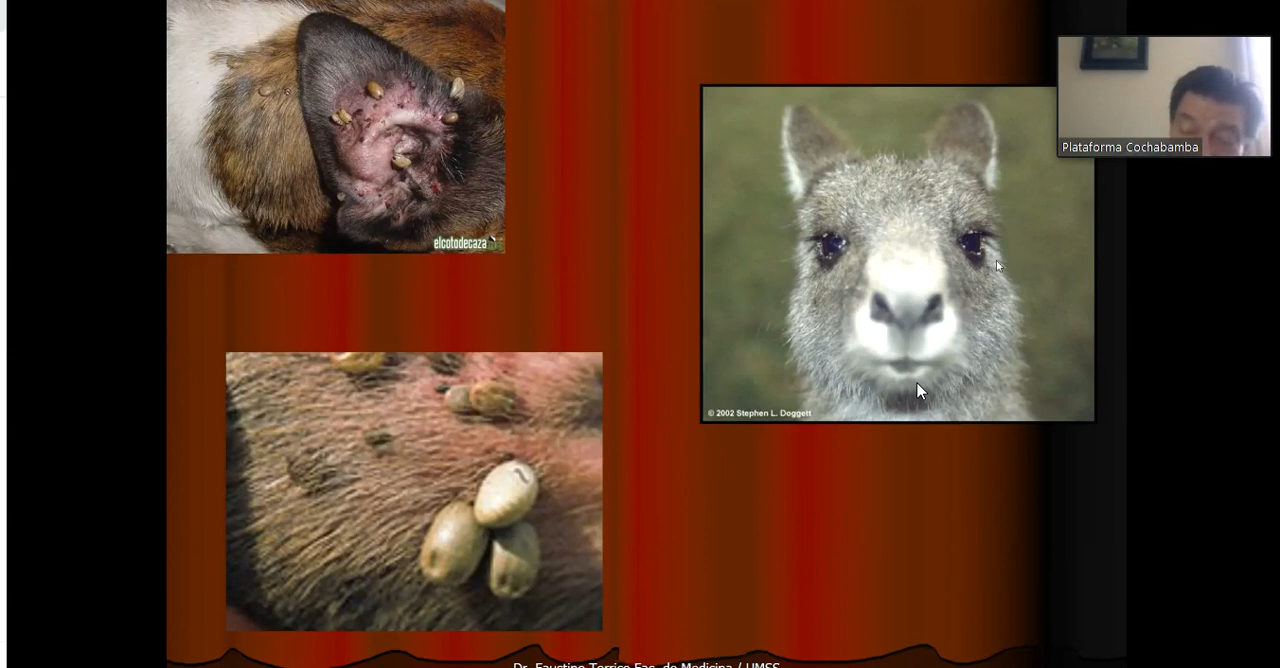 elcotodecaza
Plataforma Cochabamba
© 2002 Stephen L. Doggett
Dr. Faustino Torrico Fac. de Medicina / UMSS